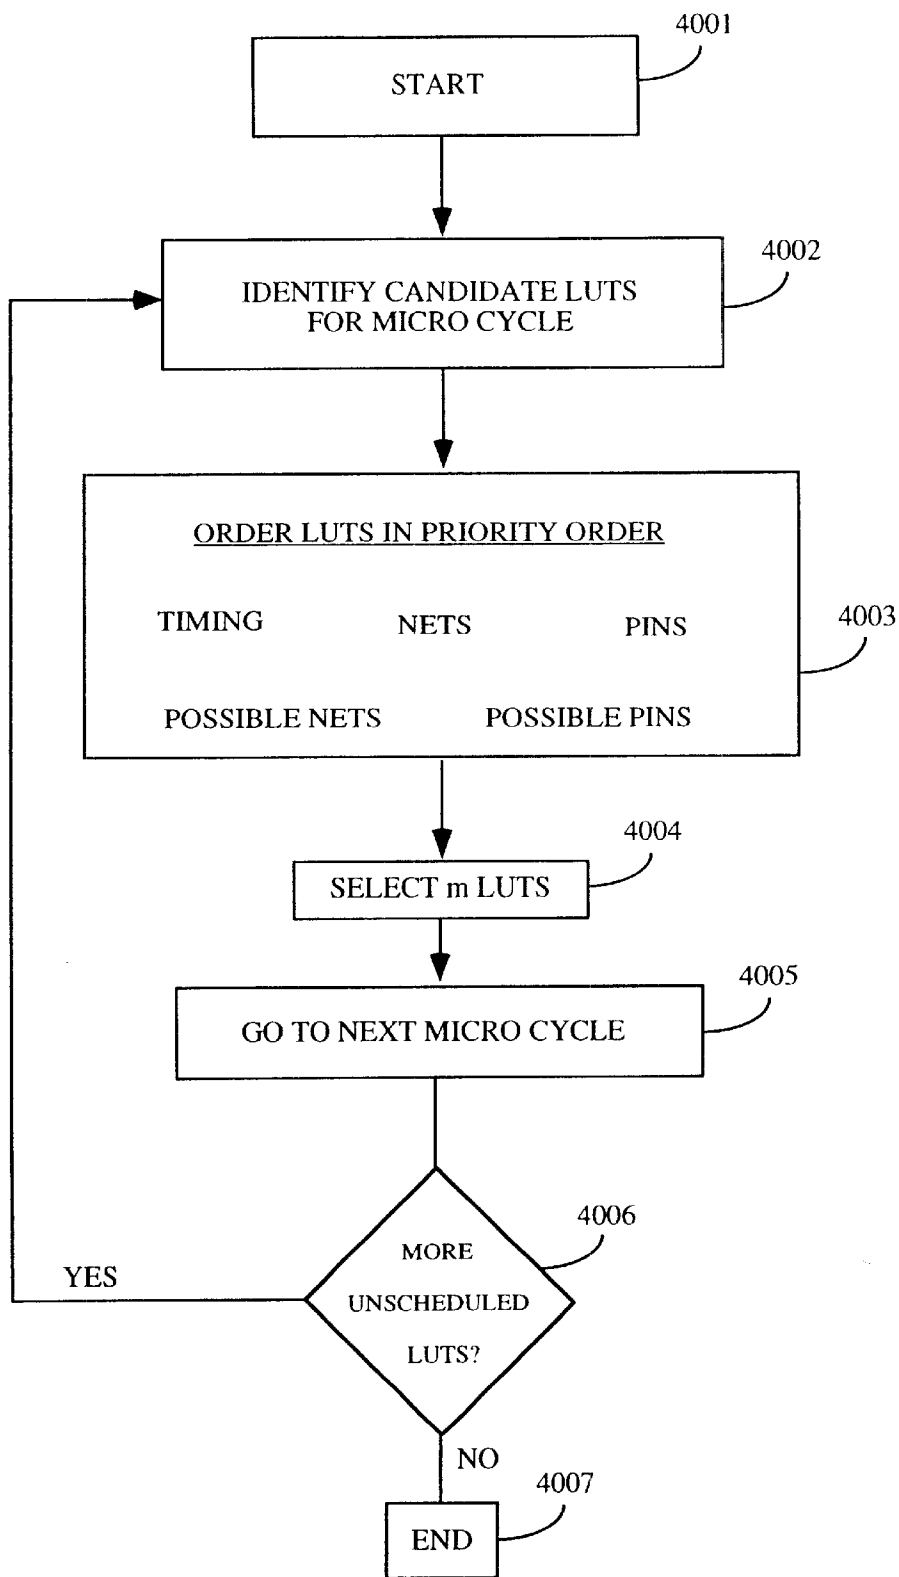 4001
START
4002
IDENTIFY CANDIDATE LUTS
FOR MICRO CYCLE
ORDER LUTS IN PRIORITY ORDER
4003
TIMING NETS PINS
POSSIBLE NETS POSSIBLE PINS
4004
SELECT m LUTS
4005
GO TO NEXT MICRO CYCLE
4006
MORE
UNSCHEDULED
LUTS?
YES
NO
4007
END